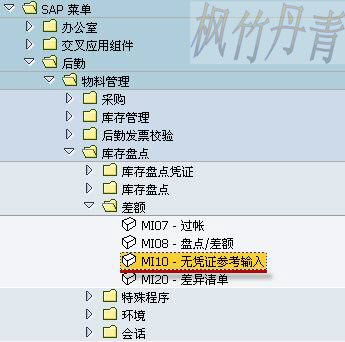 枫竹丹青
SAP 菜单
办公室
交叉应用组件
后勤
物料管理
采购
库存管理
后勤发票校验
库存盘点
库存盘点凭证
库存盘点
差额
MI07 - 过帐
MI08 - 盘点/差额
MI10 - 无凭证参考输入
MI20 - 差异清单
特殊程序
环境
会话